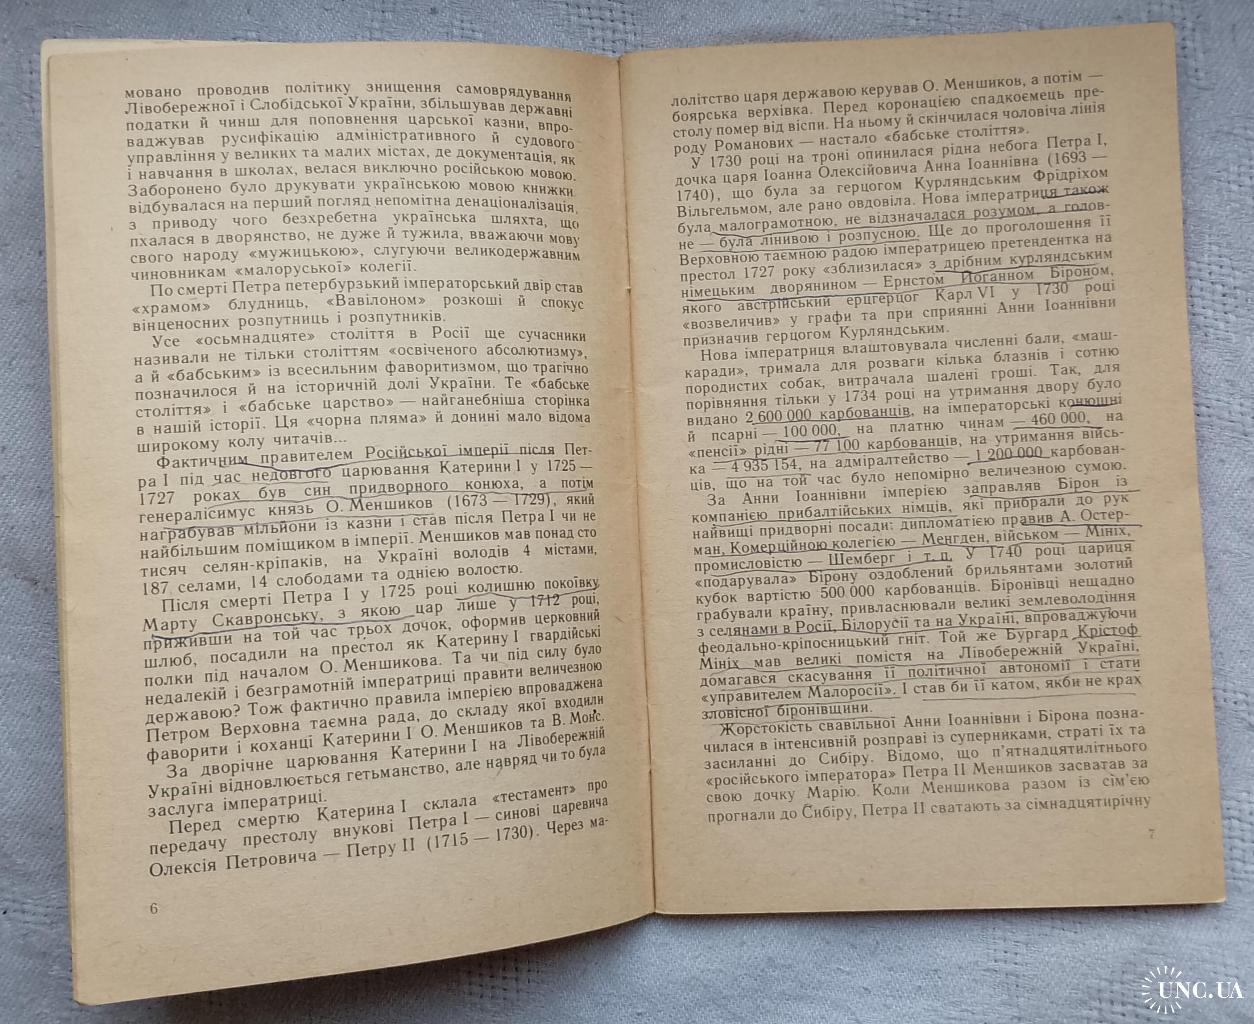 мовано проводив політику знищення самоврядування
Лівобережної і Слобідської України, збільшував державні
податки й чинш для поповнення царської казни, впро-
ваджував русифікацію адміністративного й судового
управління у великих та малих містах, де документація, як
і навчання в школах, велася виключно російською мовою.
Заборонено було друкувати українською мовою книжки,
відбувалася на перший погляд непомітна денаціоналізація,
з приводу чого безхребетна українська шляхта, що
пхалася в дворянство, не дуже й тужила, вважаючи мову
свого народу «мужицькою», слугуючи великодержавним
чиновникам «малоруської» колегії.
По смерті Петра петербурзький імператорський двір став
«храмом» блудниць, «Вавілоном» розкоші й спокус
вінценосних розпутниць і розпутників.
Усе «осьмнадцяте» століття в Росії ще сучасники
називали не тільки століттям «освіченого абсолютизму»,
а й «бабським» із всесильним фаворитизмом, що трагічно
позначилося й на історичній долі України. Те «бабське
століття» і «бабське царство» — найганебніша сторінка
в нашій історії. Ця «чорна пляма» й донині мало відома
широкому колу читачів...
Фактичним правителем Російської імперії після Пет-
ра І під час недовгого царювання Катерини І у 1725 —
1727 роках був син придворного конюха, а потім
генералісимус князь О. Меншиков (1673 — 1729), який
награбував мільйони із казни і став після Петра І чи не
найбільшим поміщиком в імперії. Меншиков мав понад сто
тисяч селян-кріпаків, на Україні володів 4 містами,
187 селами, 14 слободами та однією волостю.
Після смерті Петра І у 1725 році колишню покоївку
Марту Скавронську, з якою цар лише у 1712 році,
приживши на той час трьох дочок, оформив церковний
шлюб, посадили на престол як Катерину І гвардійські
полки під началом О. Меншикова. Та чи під силу було
недалекій і безграмотній імператриці правити величезною
державою? Тож фактично правила імперією впроваджена
Петром Верховна таємна рада, до складу якої входили
фаворити і коханці Катерини І О. Меншиков та В. Монс.
За дворічне царювання Катерини І на Лівобережній
Україні відновлюється гетьманство, але навряд чи то була
заслуга імператриці.
Перед смертю Катерина І склала «тестамент» про
передачу престолу внукові Петра І — синові царевича
Олексія Петровича — Петру ІІ (1715 — 1730). Через ма-
6
лолітство царя державою керував О. Меншиков, а потім —
боярська верхівка. Перед коронацією спадкоємець пре-
столу помер від віспи. На ньому й скінчилася чоловіча лінія
роду Романових — настало «бабське століття».
У 1730 році на троні опинилася рідна небога Петра І,
дочка царя Іоанна Олексійовича Анна Іоаннівна (1693 —
1740), що була за герцогом Курляндським Фрідріхом
Вільгельмом, але рано овдовіла. Нова імператриця також
була малограмотною, не відзначалася розумом, а голов-
не — була лінивою і розпусною. Ще до проголошення її
Верховною таємною радою імператрицею претендентка на
престол 1727 року «зблизилася» з дрібним курляндським
німецьким дворянином — Ернстом Йоганном Біроном,
якого австрійський ерцгерцог Карл VI у 1730 році
«возвеличив» у графи та при сприянні Анни Іоаннівни
призначив герцогом Курляндським.
Нова імператриця влаштовувала численні бали, «маш-
каради», тримала для розваги кілька блазнів і сотню
породистих собак, витрачала шалені гроші. Так, для
порівняння тільки у 1734 році на утримання двору було
видано 2 600 000 карбованців, на імператорські конюшні
й псарні — 100 000, на платню чинам — 460 000, на
«пенсії» рідні — 77 100 карбованців, на утримання війсь-
ка — 4 935 154, на адміралтейство — 1 200 000 карбован-
ців, що на той час було непомірно величезною сумою.
За Анни Іоаннівни імперією заправляв Бірон із
компанією прибалтійських німців, які прибрали до рук
найвищі придворні посади: дипломатією правив А. Остер-
ман, Комерційною колегією — Менгден, військом — Мініх,
промисловістю — Шемберг і т. ц. У 1740 році цариця
«подарувала» Бірону оздоблений брильянтами золотий
кубок вартістю 500 000 карбованців. Біронівці нещадно
грабували країну, привласнювали великі землеволодіння
з селянами в Росії, Білорусії та на Україні, впроваджуючи
феодально-кріпосницький гніт. Той же Бургард Крістоф
Мініх мав великі помістя на Лівобережній Україні,
домагався скасування її політичної автономії і стати
«управителем Малоросії». І став би її катом, якби не крах
зловісної біронівщини.
Жорстокість свавільної Анни Іоаннівни і Бірона позна-
чилася в інтенсивній розправі із суперниками, страті їх та
засиланні до Сибіру. Відомо, що п’ятнадцятилітнього
«російського імператора» Петра ІІ Меншиков засватав за
свою дочку Марію. Коли Меншикова разом із сім’єю
прогнали до Сибіру, Петра ІІ сватають за сімнадцятирічну
7
UNC.UA